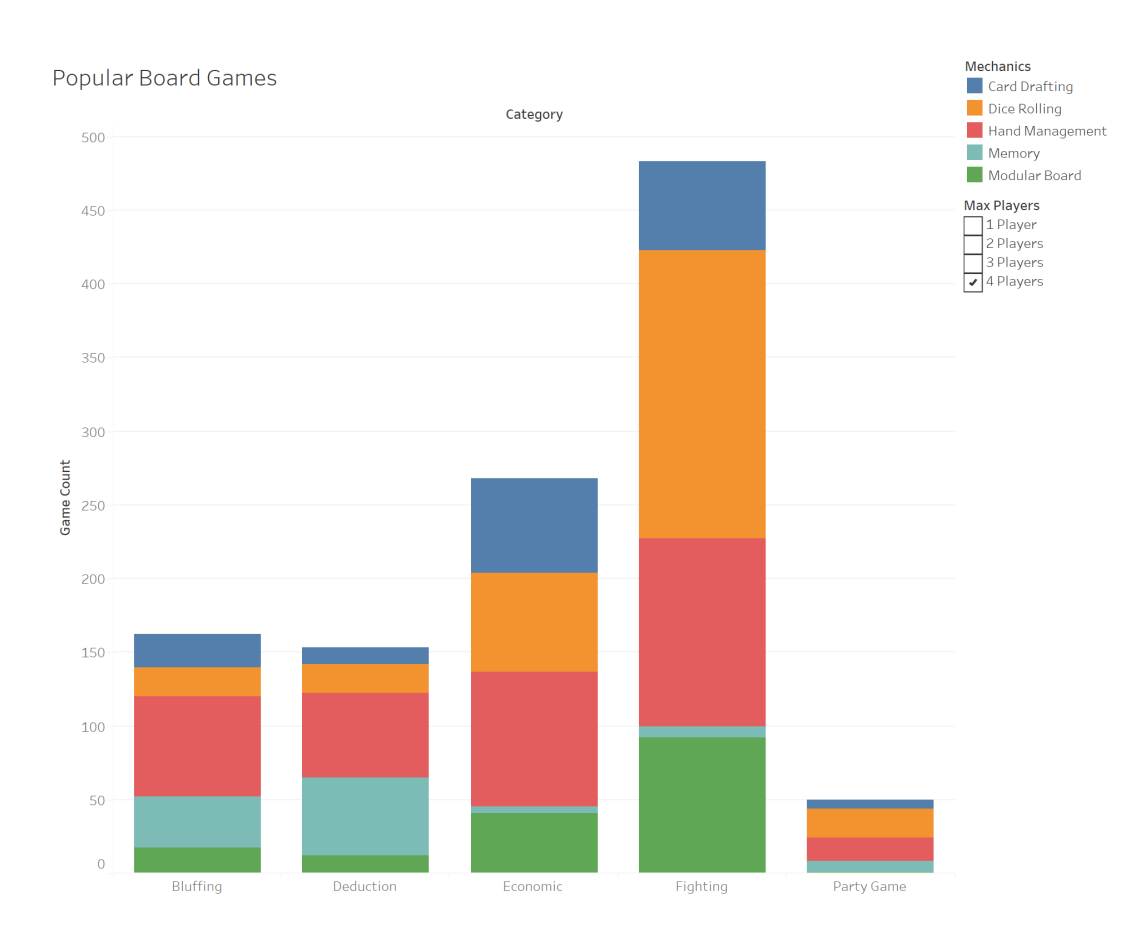 Popular Board Games
Category
500
450
400
350
300
250
200
150
100
50
0
Game Count
Bluffing
Deduction
Economic
Fighting
Party Game
Mechanics
Card Drafting
Dice Rolling
Hand Management
Memory
Modular Board
Max Players
1 Player
2 Players
3 Players
4 Players